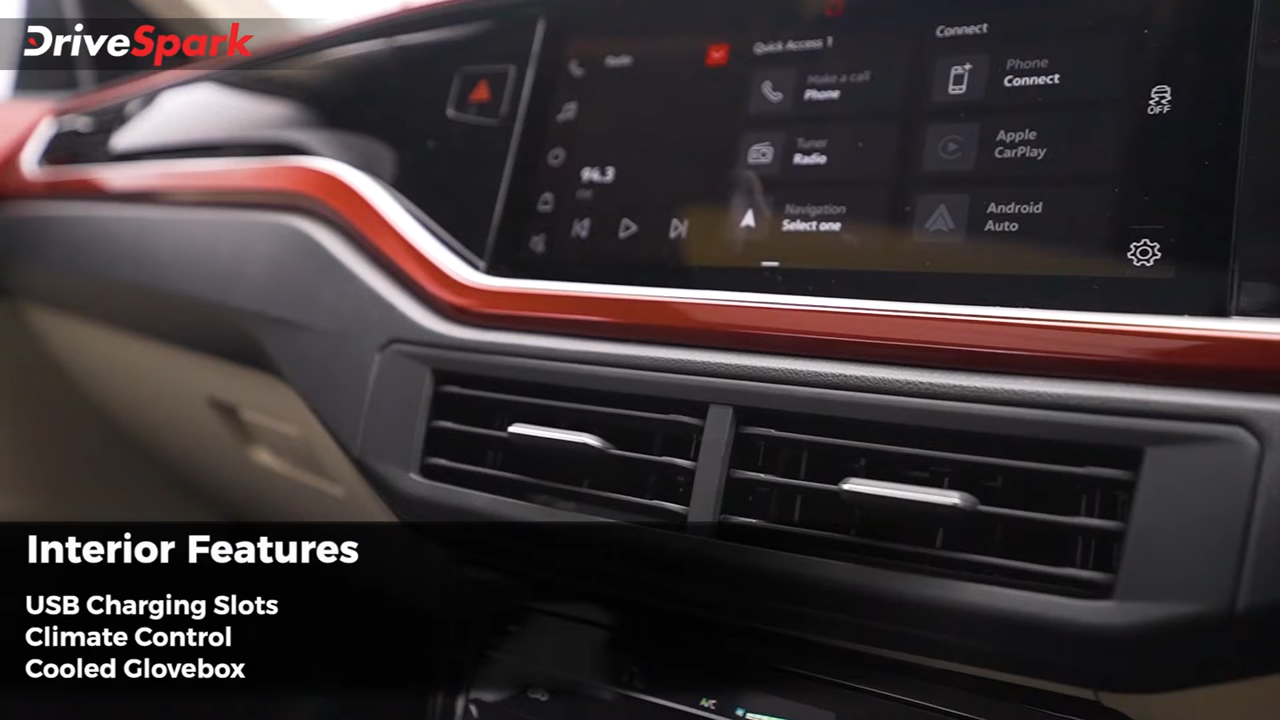 DriveSpark
Radio
94.3
Quick Access 1
Make a call
Phone
Tuner
Radio
Navigation
Select one
Connect
Phone
Connect
Apple
CarPlay
Android
Auto
OFF
Interior Features
USB Charging Slots
Climate Control
Cooled Glovebox
A/C